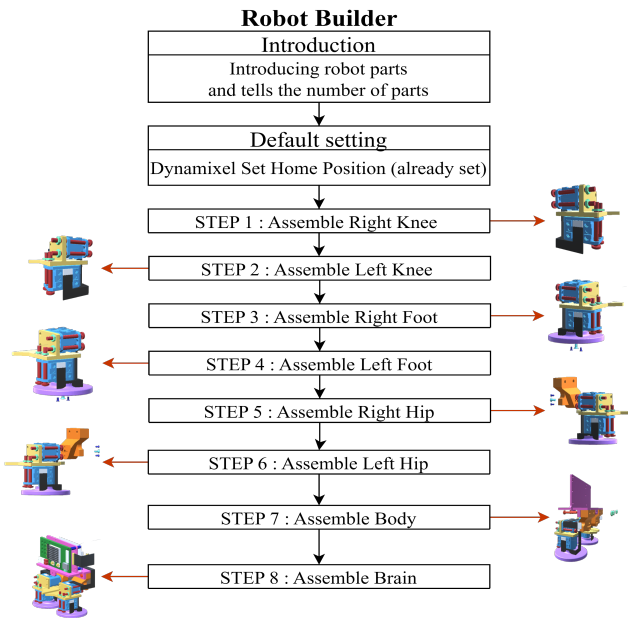 Robot Builder
Introduction
Introducing robot parts
and tells the number of parts
Default setting
Dynamixel Set Home Position (already set)
STEP 1 : Assemble Right Knee
STEP 2 : Assemble Left Knee
STEP 3 : Assemble Right Foot
STEP 4 : Assemble Left Foot
STEP 5 : Assemble Right Hip
STEP 6 : Assemble Left Hip
STEP 7 : Assemble Body
STEP 8 : Assemble Brain